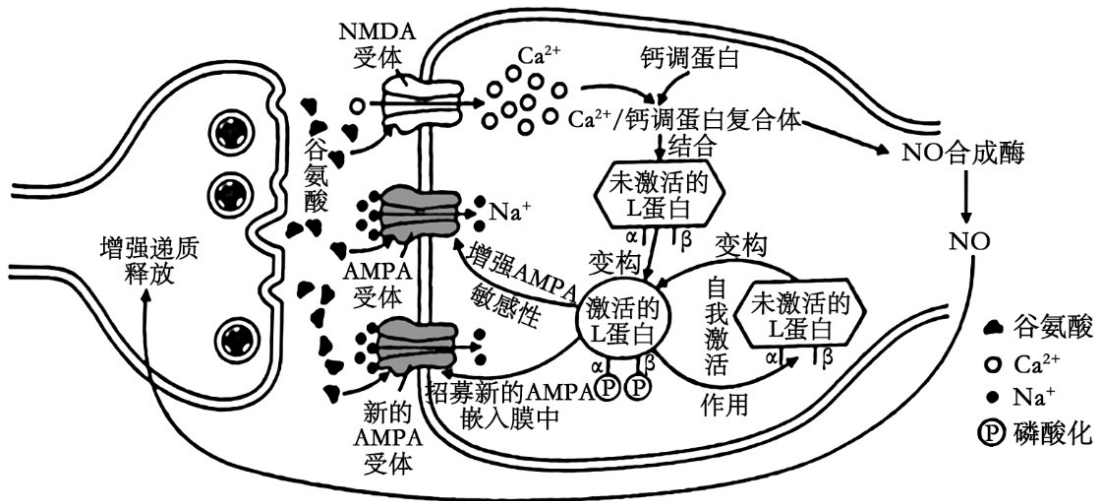 NMDA
受体
Ca²⁺
钙调蛋白
Ca²⁺/钙调蛋白复合体
结合
NO合成酶
谷氨酸
未激活的
L蛋白
α
β
Na⁺
NO
增强递质
释放
AMPA
受体
增强AMPA
敏感性
变构
变构
激活的
L蛋白
自我激活
未激活的
L蛋白
α
β
α
β
P
P
招募新的AMPA
嵌入膜中
作用
新的
AMPA
受体
谷氨酸
Ca²⁺
Na⁺
P 磷酸化